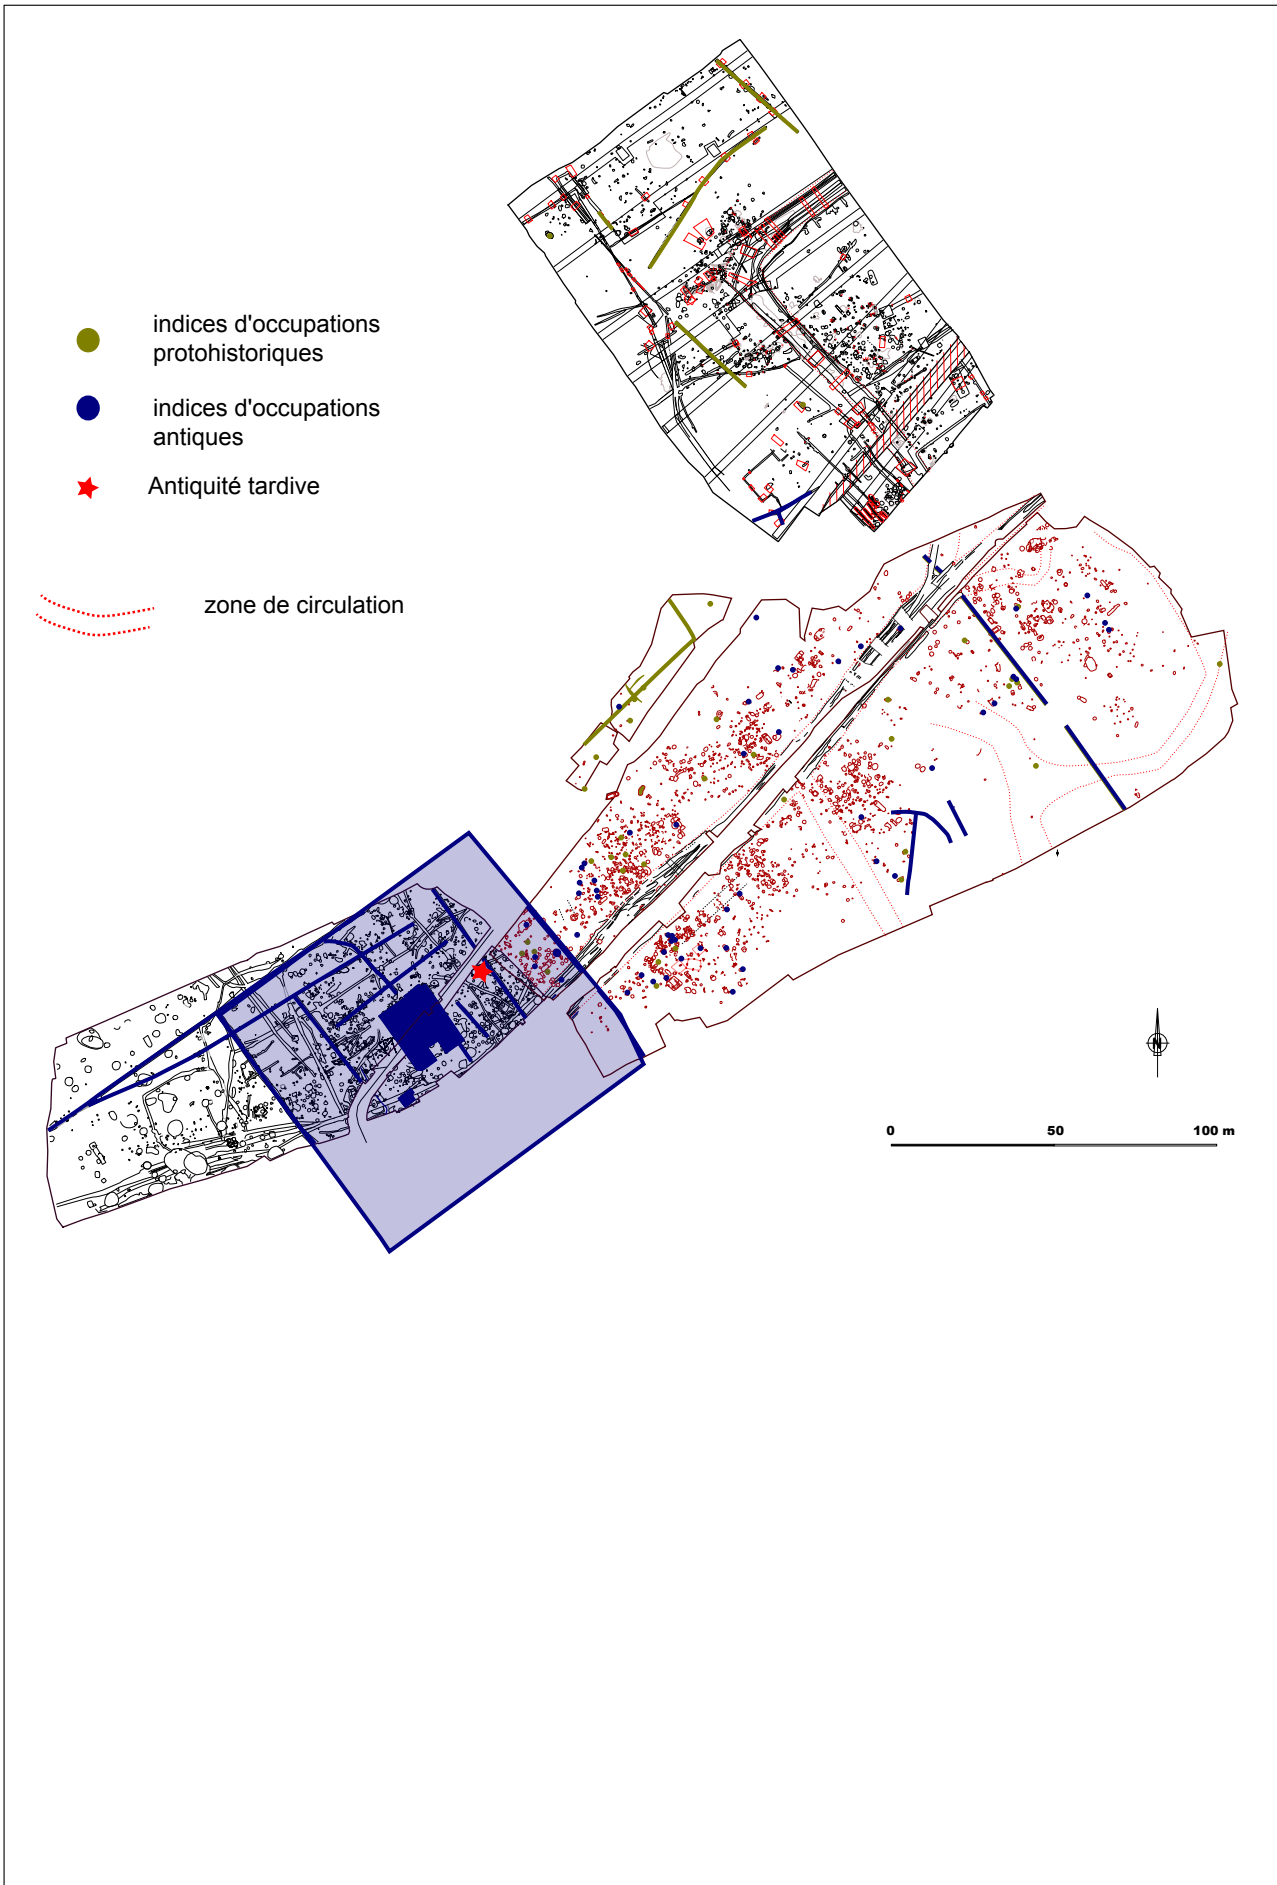 indices d'occupations
protohistoriques
indices d'occupations
antiques
Antiquité tardive
zone de circulation
N
0 50 100 m